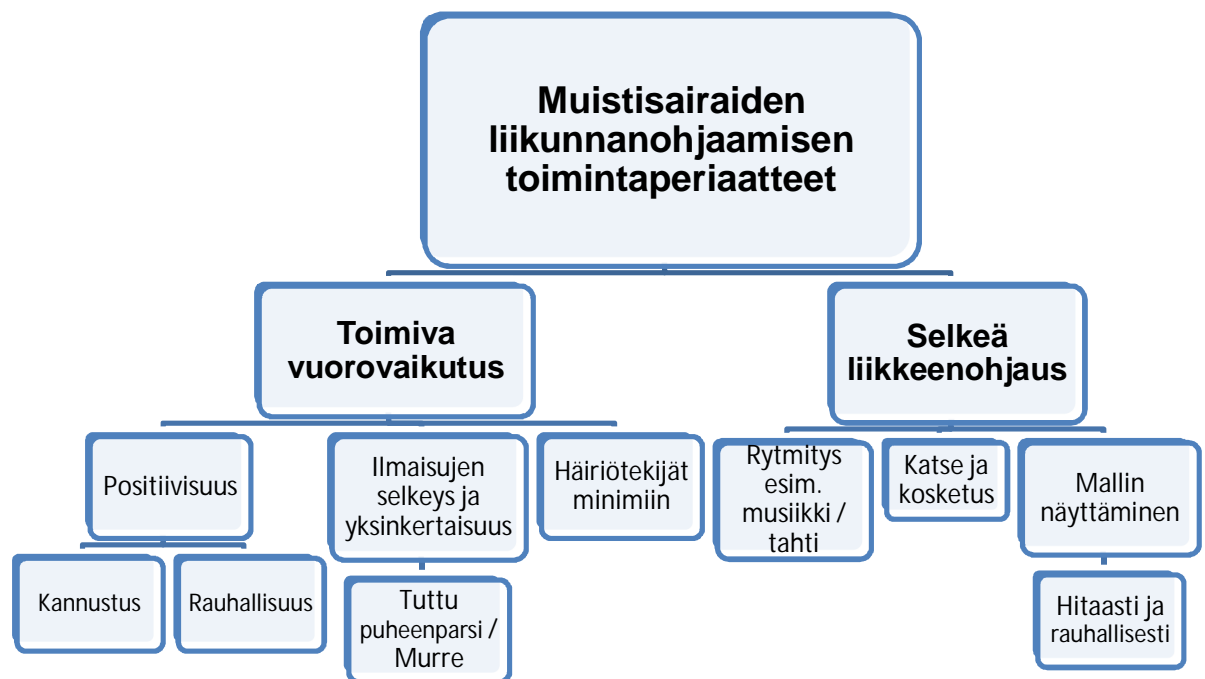 Muistisairaiden
liikunnanohjaamisen
toimintaperiaatteet
Toimiva
vuorovaikutus
Selkeä
liikkeenohjaus
Positiivisuus
Ilmaisujen
selkeys ja
yksinkertaisuus
Häiriötekijät
minimiin
Rytmitys
esim.
musiikki /
tahti
Katse ja
kosketus
Mallin
näyttäminen
Kannustus
Rauhallisuus
Tuttu
puheenparsi /
Murre
Hitaasti ja
rauhallisesti